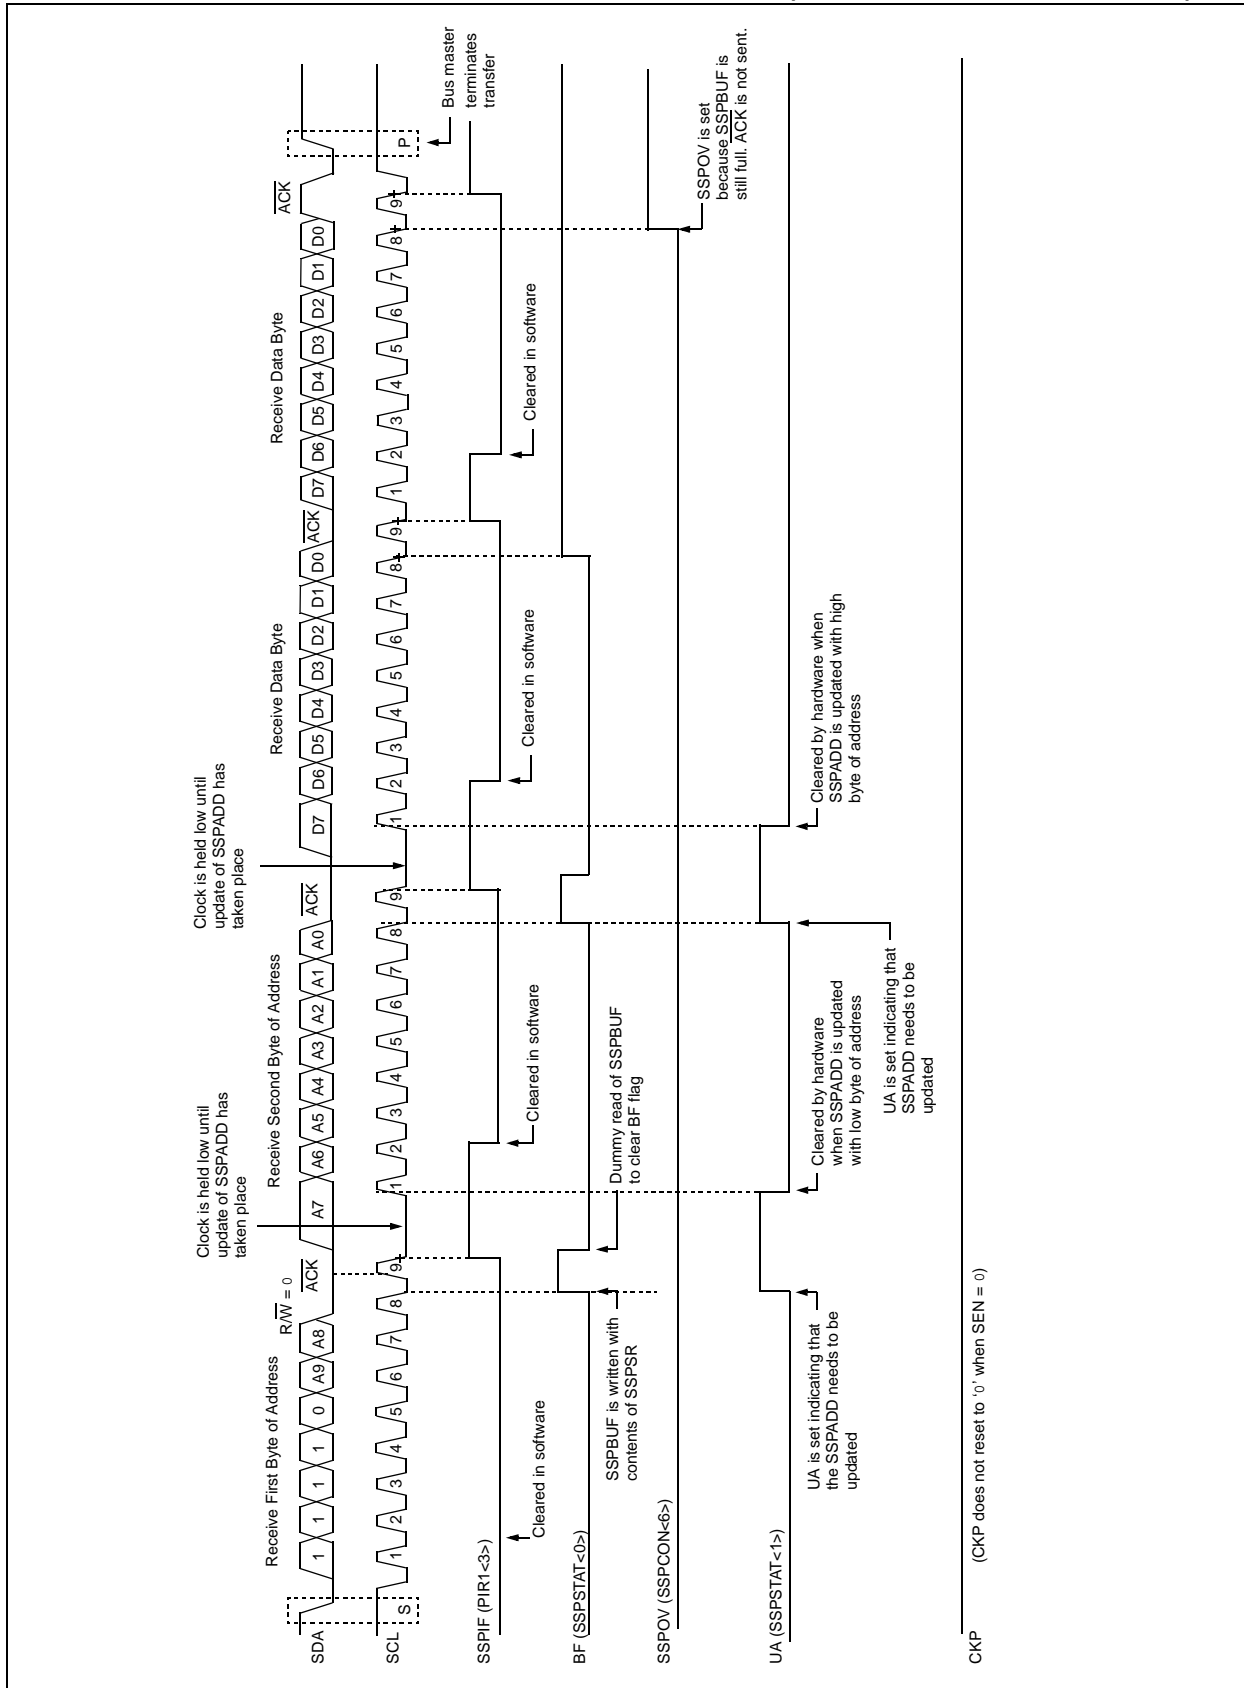 Receive First Byte of Address
R/W = 0
Clock is held low until
update of SSPADD has
taken place
Receive Second Byte of Address
Clock is held low until
update of SSPADD has
taken place
Receive Data Byte
Receive Data Byte
SDA
1 1 1 1 0 A9 A8 ACK A7 A6 A5 A4 A3 A2 A1 A0 ACK D7 D6 D5 D4 D3 D2 D1 D0 ACK D7 D6 D5 D4 D3 D2 D1 D0 ACK
SCL
S 1 2 3 4 5 6 7 8 9 1 2 3 4 5 6 7 8 9 1 2 3 4 5 6 7 8 9 1 2 3 4 5 6 7 8 9 P
Bus master
terminates
transfer
SSPIF (PIR1<3>)
Cleared in software
Cleared in software
Cleared in software
Cleared in software
BF (SSPSTAT<0>)
SSPBUF is written with
contents of SSPSR
Dummy read of SSPBUF
to clear BF flag
SSPOV (SSPCON<6>)
SSPOV is set
because SSPBUF is
still full. ACK is not sent.
UA (SSPSTAT<1>)
UA is set indicating that
the SSPADD needs to be
updated
Cleared by hardware
when SSPADD is updated
with low byte of address
UA is set indicating that
SSPADD needs to be
updated
Cleared by hardware when
SSPADD is updated with high
byte of address
CKP
(CKP does not reset to ‘0’ when SEN = 0)